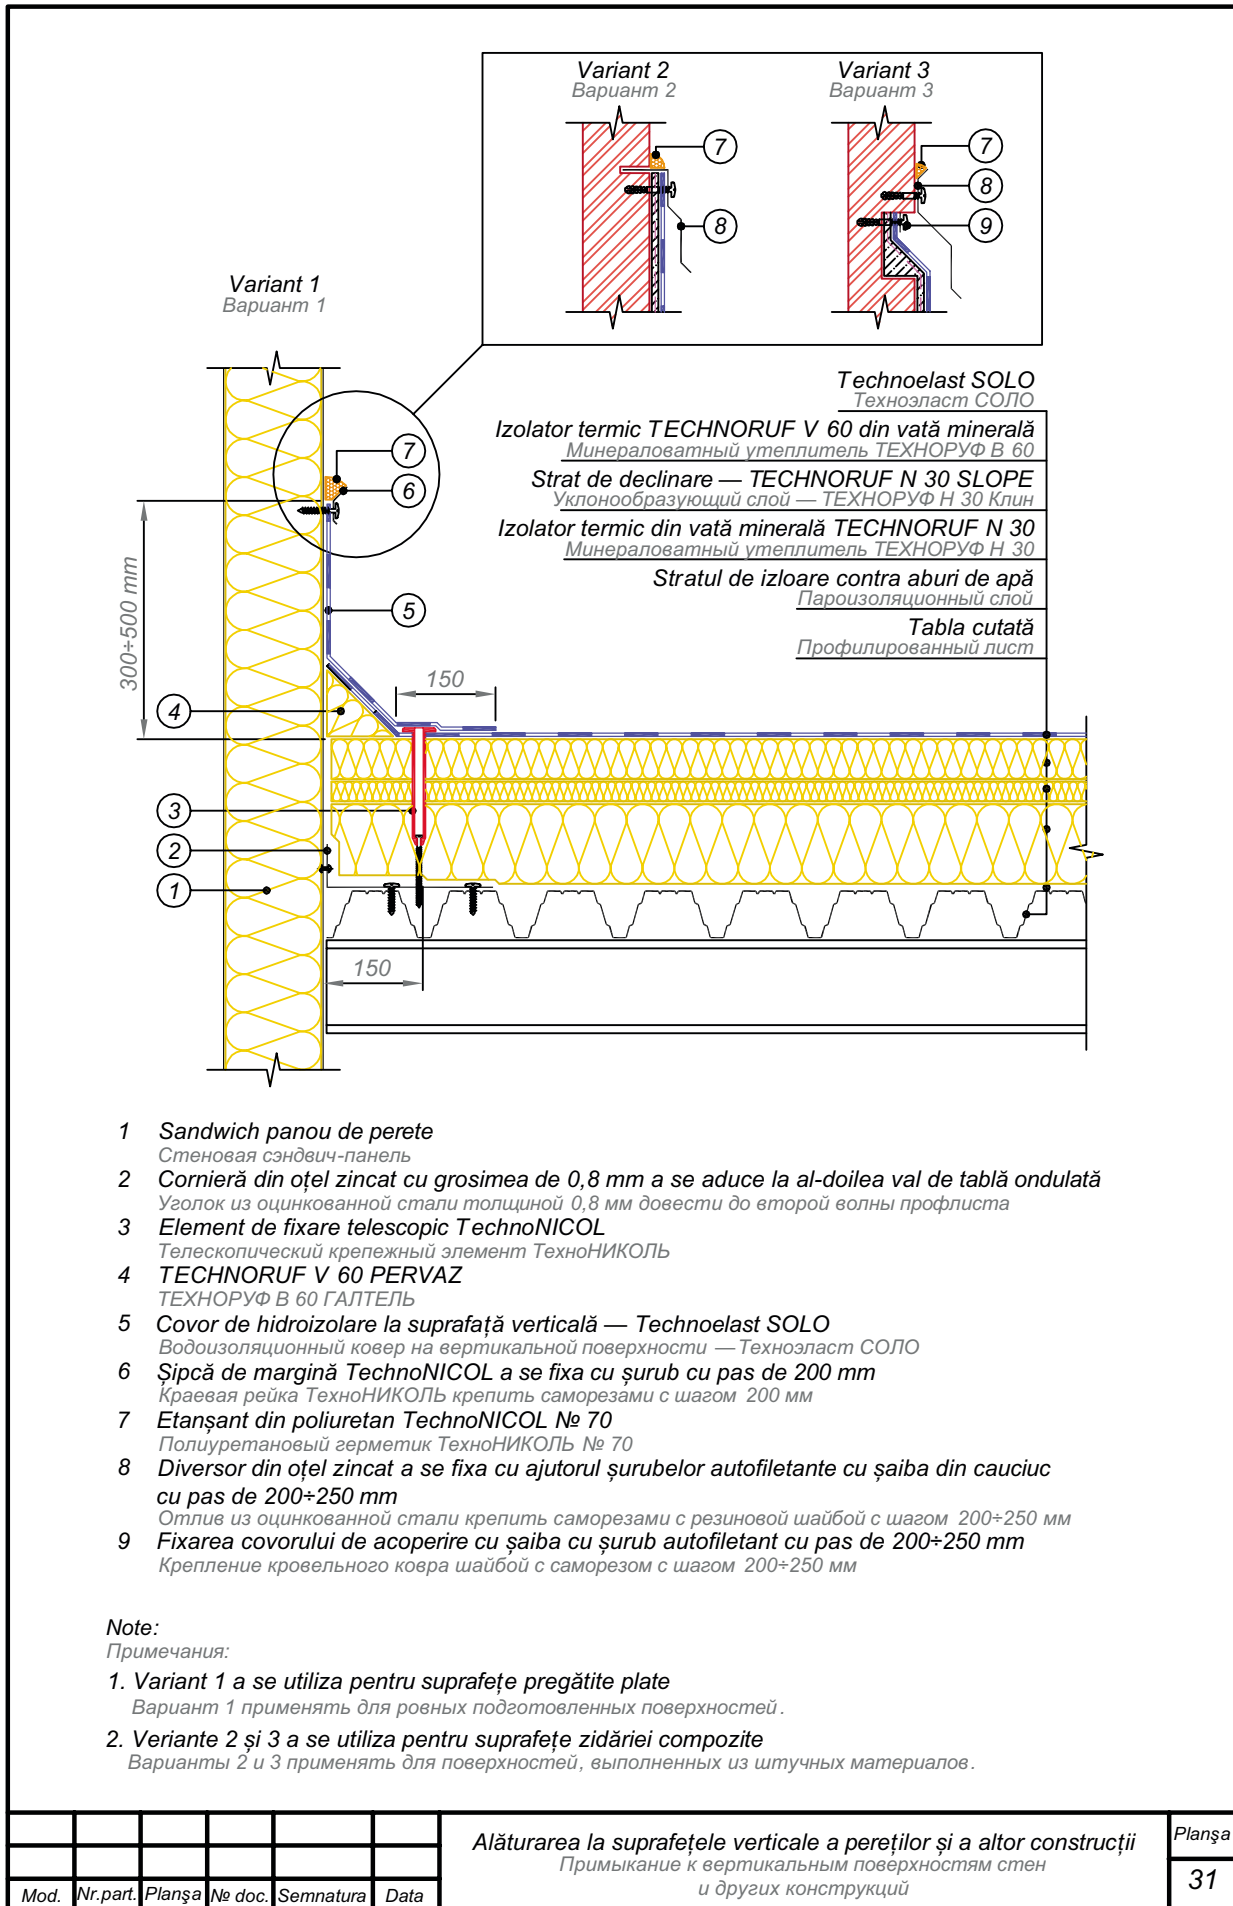 Variant 2
Вариант 2
Variant 3
Вариант 3
7
8
7
8
9
Variant 1
Вариант 1
Technoelast SOLO
Техноэласт СОЛО
Izolator termic TECHNORUF V 60 din vată minerală
Минераловатный утеплитель ТЕХНОРУФ В 60
Strat de declinare — TECHNORUF N 30 SLOPE
Уклонообразующий слой — ТЕХНОРУФ Н 30 Клин
Izolator termic din vată minerală TECHNORUF N 30
Минераловатный утеплитель ТЕХНОРУФ Н 30
Stratul de izloare contra aburi de apă
Пароизоляционный слой
Tabla cutată
Профилированный лист
7
6
5
300÷500 mm
150
4
3
2
1
150
1 Sandwich panou de perete
Стеновая сэндвич-панель
2 Cornieră din oțel zincat cu grosimea de 0,8 mm a se aduce la al-doilea val de tablă ondulată
Уголок из оцинкованной стали толщиной 0,8 мм довести до второй волны профлиста
3 Element de fixare telescopic TechnoNICOL
Телескопический крепежный элемент ТехноНИКОЛЬ
4 TECHNORUF V 60 PERVAZ
ТЕХНОРУФ В 60 ГАЛТЕЛЬ
5 Covor de hidroizolare la suprafață verticală — Technoelast SOLO
Водоизоляционный ковер на вертикальной поверхности — Техноэласт СОЛО
6 Șipcă de margină TechnoNICOL a se fixa cu șurub cu pas de 200 mm
Краевая рейка ТехноНИКОЛЬ крепить саморезами с шагом 200 мм
7 Etanșant din poliuretan TechnoNICOL № 70
Полиуретановый герметик ТехноНИКОЛЬ № 70
8 Diversor din oțel zincat a se fixa cu ajutorul șurubelor autofiletante cu șaiba din cauciuc
cu pas de 200÷250 mm
Отлив из оцинкованной стали крепить саморезами с резиновой шайбой с шагом 200÷250 мм
9 Fixarea covorului de acoperire cu șaiba cu șurub autofiletant cu pas de 200÷250 mm
Крепление кровельного ковра шайбой с саморезом с шагом 200÷250 мм
Note:
Примечания:
1. Variant 1 a se utiliza pentru suprafețe pregătite plate
Вариант 1 применять для ровных подготовленных поверхностей.
2. Veriante 2 și 3 a se utiliza pentru suprafețe zidăriei compozite
Варианты 2 и 3 применять для поверхностей, выполненных из штучных материалов.
Alăturarea la suprafețele verticale a pereților și a altor construcții
Примыкание к вертикальным поверхностям стен
и других конструкций
Planșa
31
Mod. Nr.part. Planșa № doc. Semnatura Data